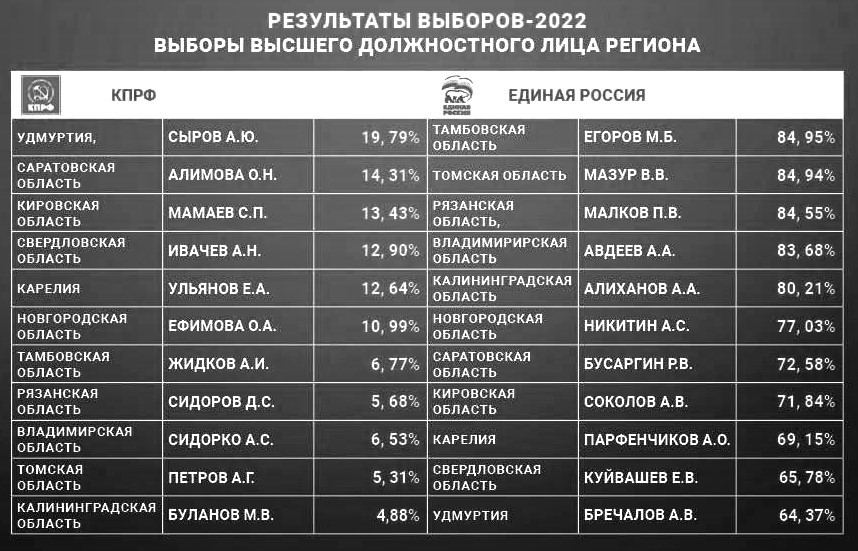 РЕЗУЛЬТАТЫ ВЫБОРОВ-2022
ВЫБОРЫ ВЫСШЕГО ДОЛЖНОСТНОГО ЛИЦА РЕГИОНА
КПРФ КПРФ ЕДИНАЯ РОССИЯ ЕДИНАЯ РОССИЯ
УДМУРТИЯ, СЫРОВ А.Ю. 19, 79% ТАМБОВСКАЯ ОБЛАСТЬ ЕГОРОВ М.Б. 84, 95%
САРАТОВСКАЯ ОБЛАСТЬ АЛИМОВА О.Н. 14, 31% ТОМСКАЯ ОБЛАСТЬ МАЗУР В.В. 84, 94%
КИРОВСКАЯ ОБЛАСТЬ МАМАЕВ С.П. 13, 43% РЯЗАНСКАЯ ОБЛАСТЬ, МАЛКОВ П.В. 84, 55%
СВЕРДЛОВСКАЯ ОБЛАСТЬ ИВАЧЕВ А.Н. 12, 90% ВЛАДИМИРИРСКАЯ ОБЛАСТЬ АВДЕЕВ А.А. 83, 68%
КАРЕЛИЯ УЛЬЯНОВ Е.А. 12, 64% КАЛИНИНГРАДСКАЯ ОБЛАСТЬ АЛИХАНОВ А.А. 80, 21%
НОВГОРОДСКАЯ ОБЛАСТЬ ЕФИМОВА О.А. 10, 99% НОВГОРОДСКАЯ ОБЛАСТЬ НИКИТИН А.С. 77, 03%
ТАМБОВСКАЯ ОБЛАСТЬ ЖИДКОВ А.И. 6, 77% САРАТОВСКАЯ ОБЛАСТЬ БУСАРГИН Р.В. 72, 58%
РЯЗАНСКАЯ ОБЛАСТЬ СИДОРОВ Д.С. 5, 68% КИРОВСКАЯ ОБЛАСТЬ СОКОЛОВ А.В. 71, 84%
ВЛАДИМИРСКАЯ ОБЛАСТЬ СИДОРКО А.С. 6, 53% КАРЕЛИЯ ПАРФЕНЧИКОВ А.О. 69, 15%
ТОМСКАЯ ОБЛАСТЬ ПЕТРОВ А.Г. 5, 31% СВЕРДЛОВСКАЯ ОБЛАСТЬ КУЙВАШЕВ Е.В. 65, 78%
КАЛИНИНГРАДСКАЯ ОБЛАСТЬ БУЛАНОВ М.В. 4,88% УДМУРТИЯ БРЕЧАЛОВ А.В. 64, 37%